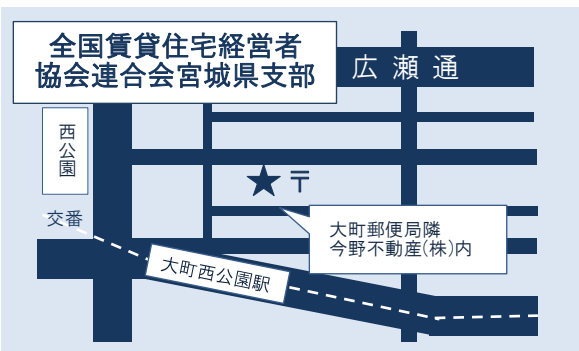 全国賃貸住宅経営者
協会連合会宮城県支部
広瀬通
西公園
〒
交番
大町郵便局隣
今野不動産(株)内
大町西公園駅